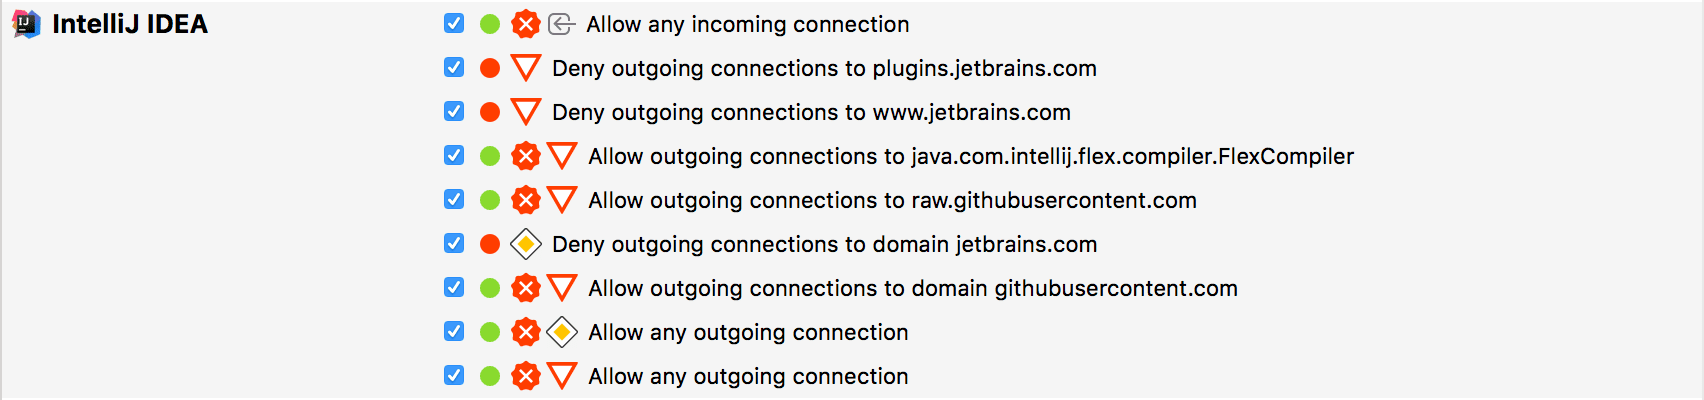 IntelliJ IDEA
Allow any incoming connection
Deny outgoing connections to plugins.jetbrains.com
Deny outgoing connections to www.jetbrains.com
Allow outgoing connections to java.com.intellij.flex.compiler.FlexCompiler
Allow outgoing connections to raw.githubusercontent.com
Deny outgoing connections to domain jetbrains.com
Allow outgoing connections to domain githubusercontent.com
Allow any outgoing connection
Allow any outgoing connection